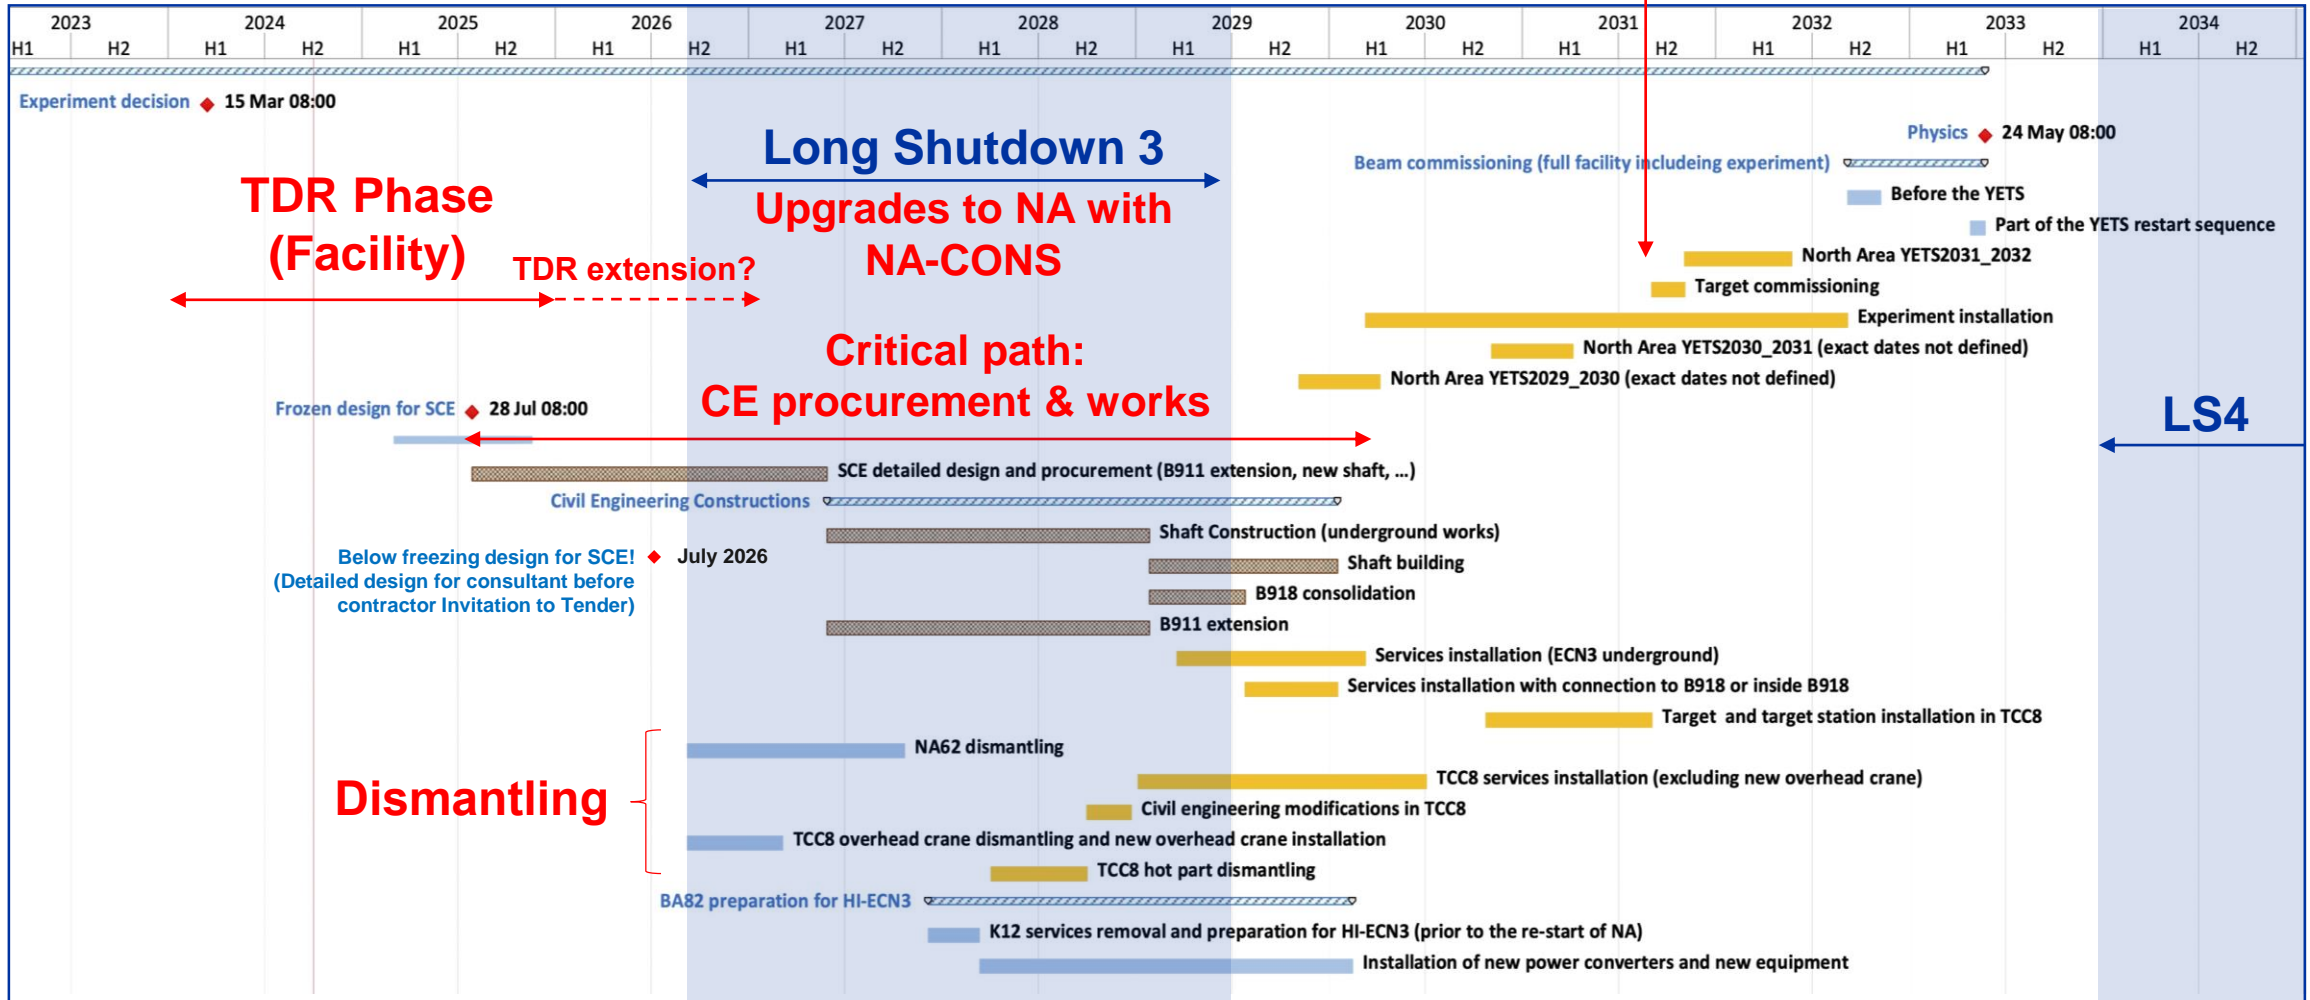 2023 2024 2025 2026 2027 2028 2029 2030 2031 2032 2033 2034
H1 H2 H1 H2 H1 H2 H1 H2 H1 H2 H1 H2 H1 H2 H1 H2 H1 H2 H1 H2 H1 H2 H1 H2
Experiment decision 15 Mar 08:00
Long Shutdown 3
Upgrades to NA with
NA-CONS
TDR Phase
(Facility)
TDR extension?
Physics 24 May 08:00
Beam commissioning (full facility includeing experiment)
Before the YETS
Part of the YETS restart sequence
North Area YETS2031_2032
Target commissioning
Experiment installation
North Area YETS2030_2031 (exact dates not defined)
North Area YETS2029_2030 (exact dates not defined)
Critical path:
CE procurement & works
Frozen design for SCE 28 Jul 08:00
LS4
SCE detailed design and procurement (B911 extension, new shaft, ...)
Civil Engineering Constructions
Shaft Construction (underground works)
Below freezing design for SCE! July 2026
(Detailed design for consultant before
contractor Invitation to Tender)
Shaft building
B918 consolidation
B911 extension
Services installation (ECN3 underground)
Services installation with connection to B918 or inside B918
Target and target station installation in TCC8
Dismantling
NA62 dismantling
TCC8 services installation (excluding new overhead crane)
Civil engineering modifications in TCC8
TCC8 overhead crane dismantling and new overhead crane installation
TCC8 hot part dismantling
BA82 preparation for HI-ECN3
K12 services removal and preparation for HI-ECN3 (prior to the re-start of NA)
Installation of new power converters and new equipment